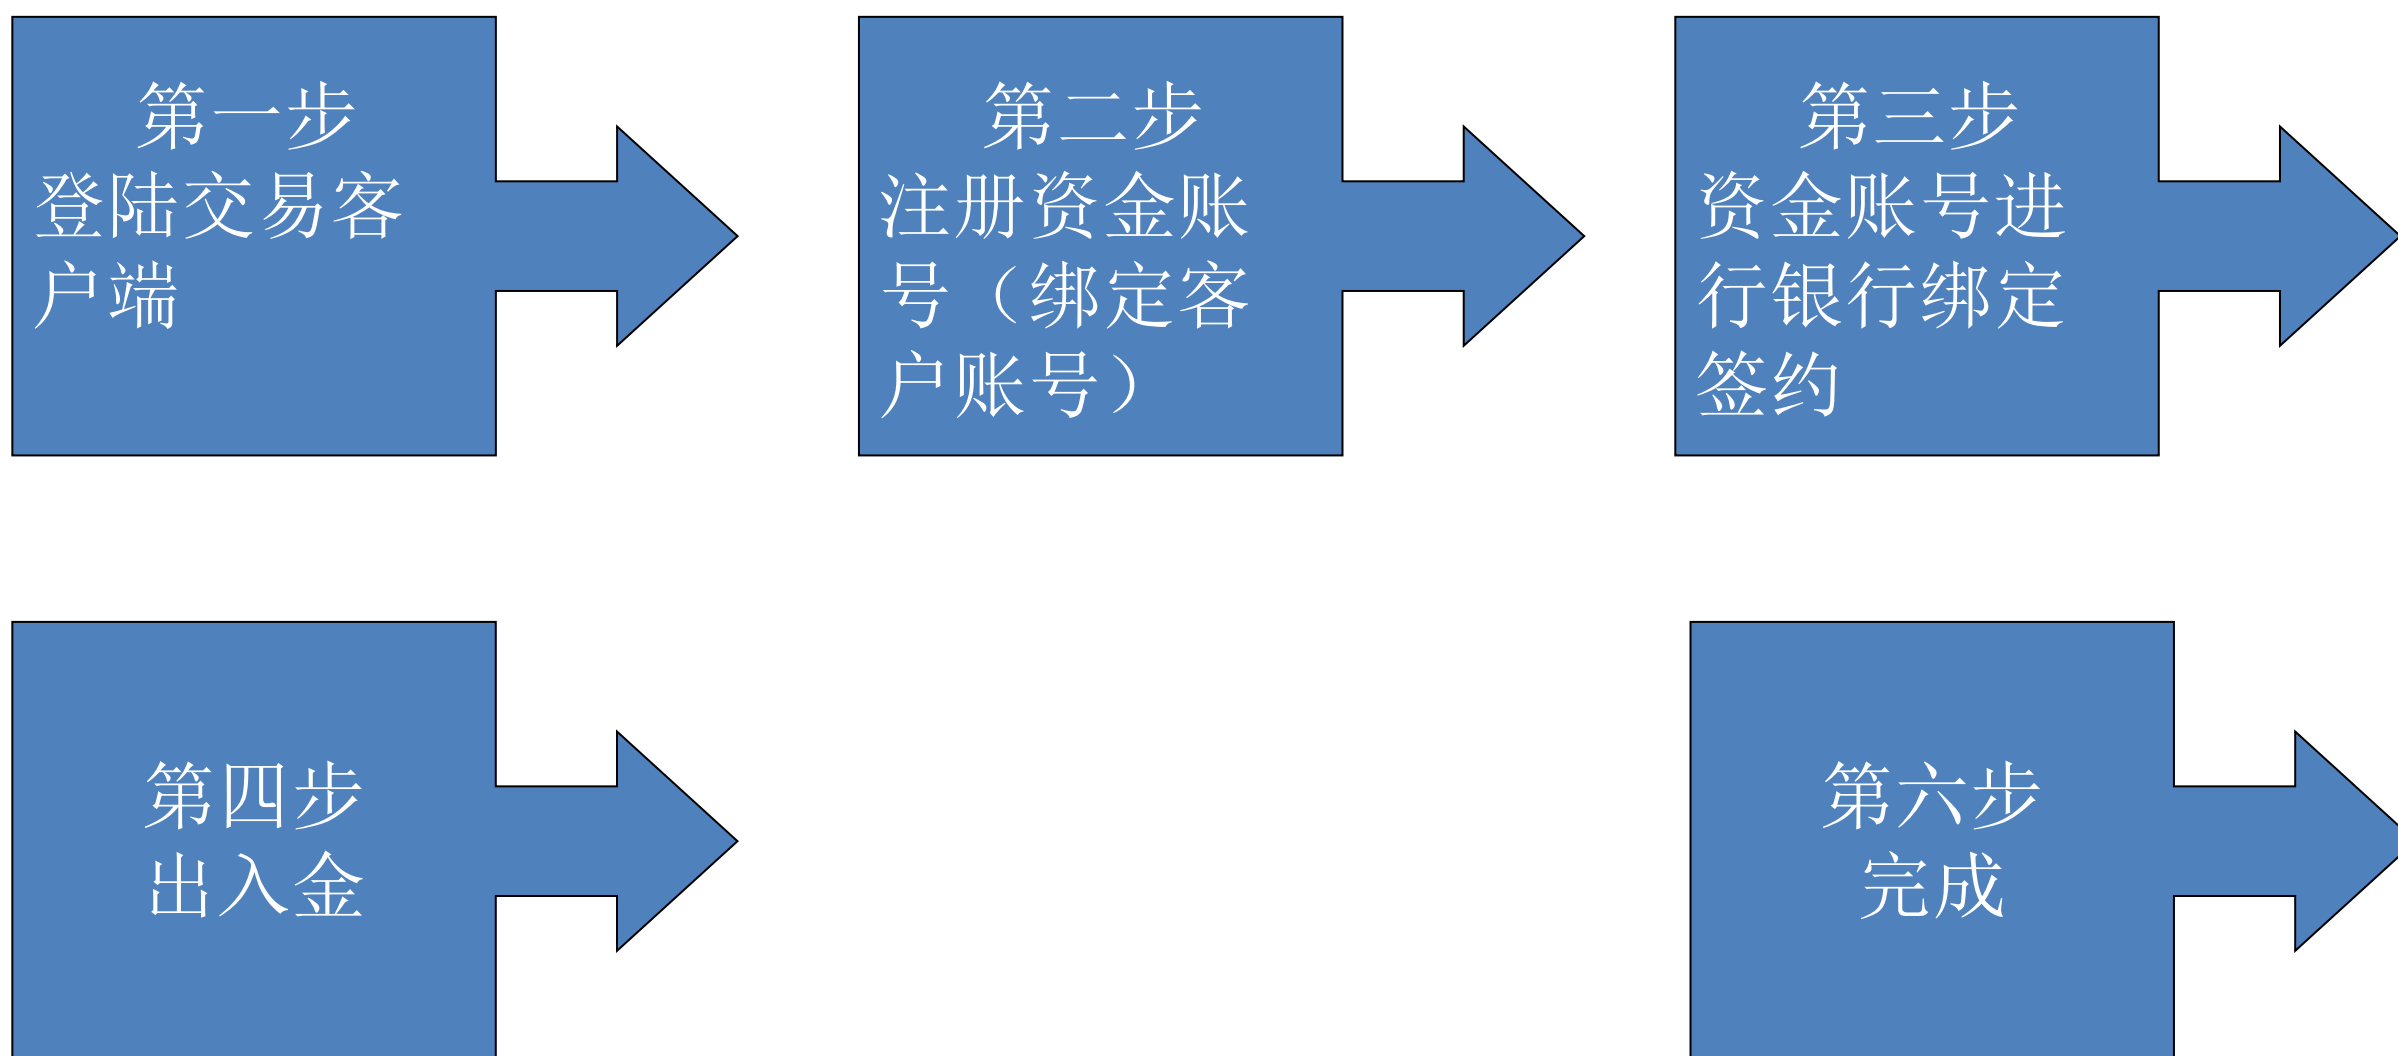 第一步
登陆交易客
户端
第二步
注册资金账
号（绑定客
户账号）
第三步
资金账号进
行银行绑定
签约
第四步
出入金
第六步
完成